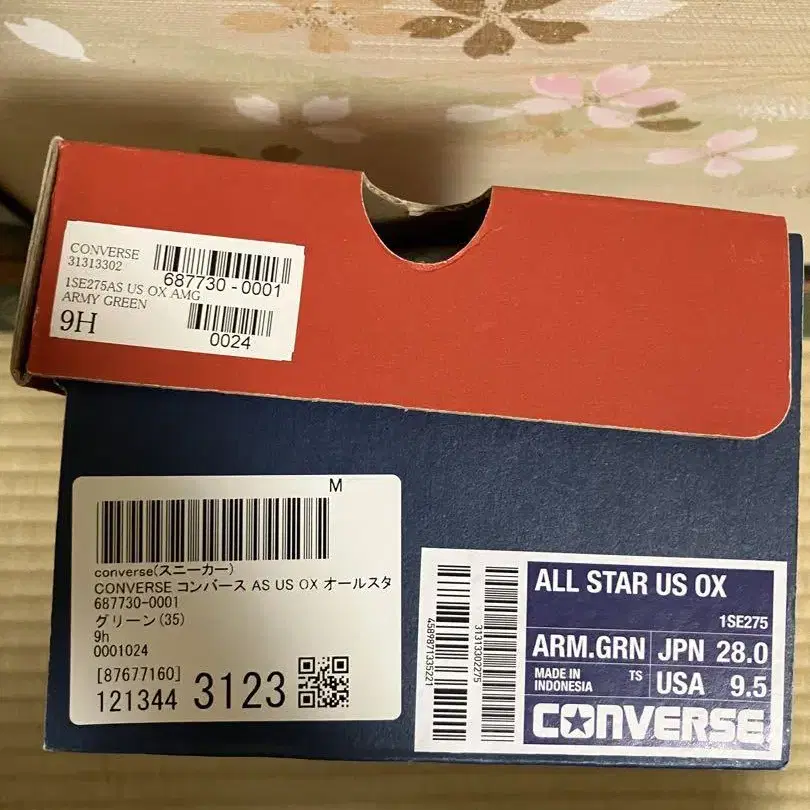 CONVERSE
31313302
687730-0001
1SE275AS US OX AMG
ARMY GREEN
9H
0024
M
converse(スニーカー)
CONVERSE コンバース AS US OX オールスタ
687730-0001
グリーン(35)
9h
0001024
[87677160]
121344 3123
4589871335221
31313302275
ALL STAR US OX
1SE275
ARM.GRN JPN 28.0
MADE IN INDONESIA TS USA 9.5
CONVERSE